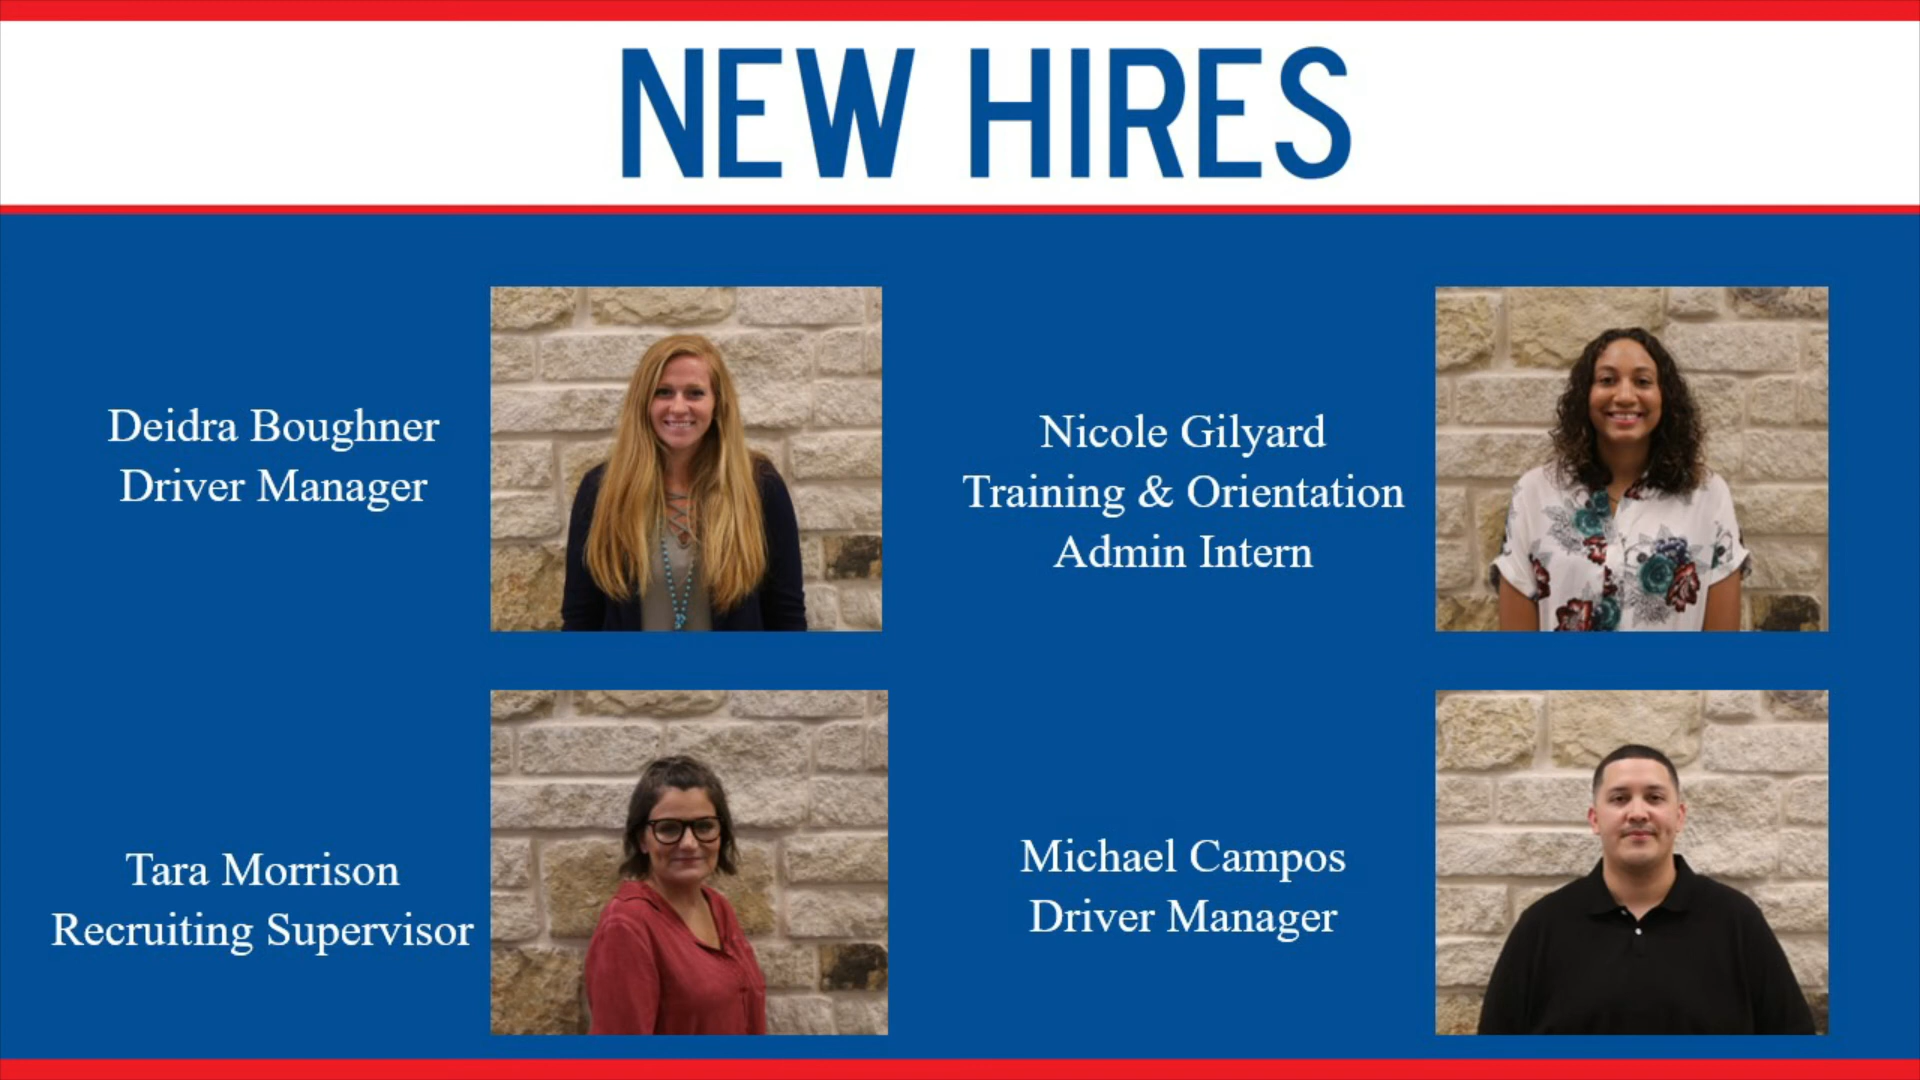 NEW HIRES
Deidra Boughner
Driver Manager
Nicole Gilyard
Training & Orientation
Admin Intern
Tara Morrison
Recruiting Supervisor
Michael Campos
Driver Manager